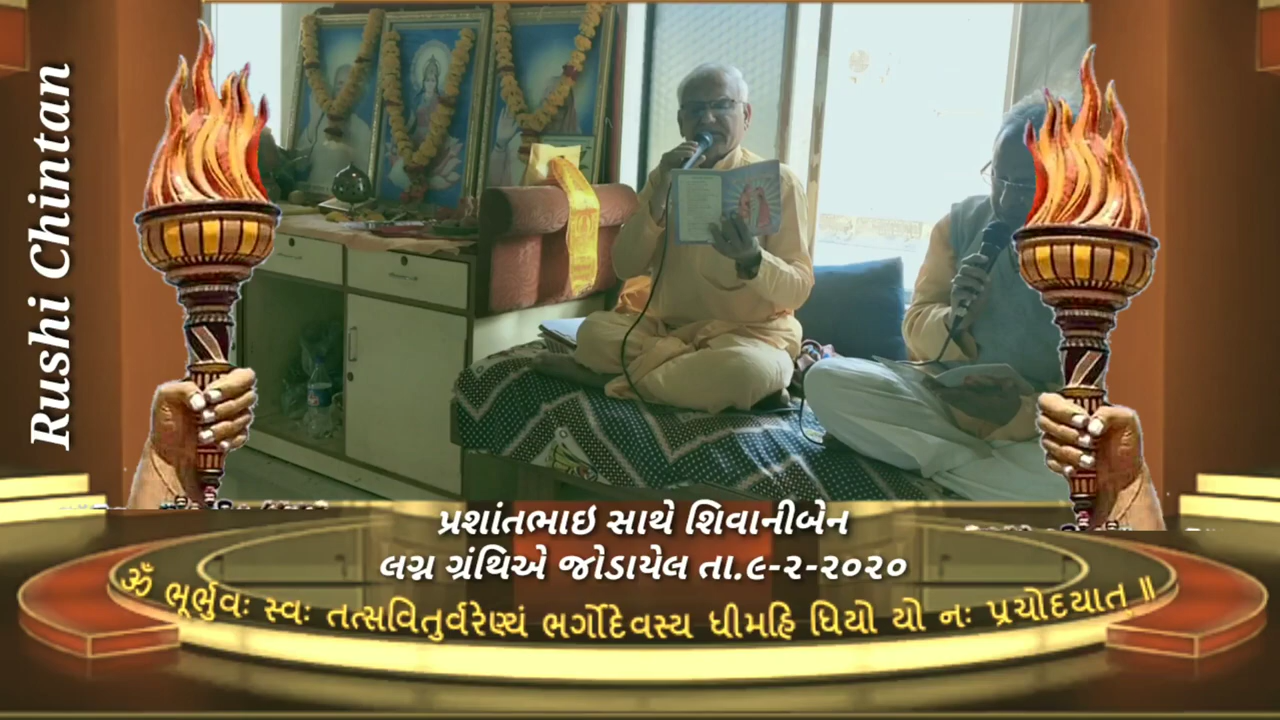 Rushi Chintan
પ્રશાંતભાઇ સાથે શિવાનીબેન
લગ્ન ગ્રંથિએ જોડાયેલ તા.૯-૨-૨૦૨૦
ૐ ભૂર્ભુવઃ સ્વઃ તત્સવિતુર્વરેણ્યં ભર્ગોદેવસ્ય ધીમહિ ધિયો યો નઃ પ્રચોદયાત્ ॥